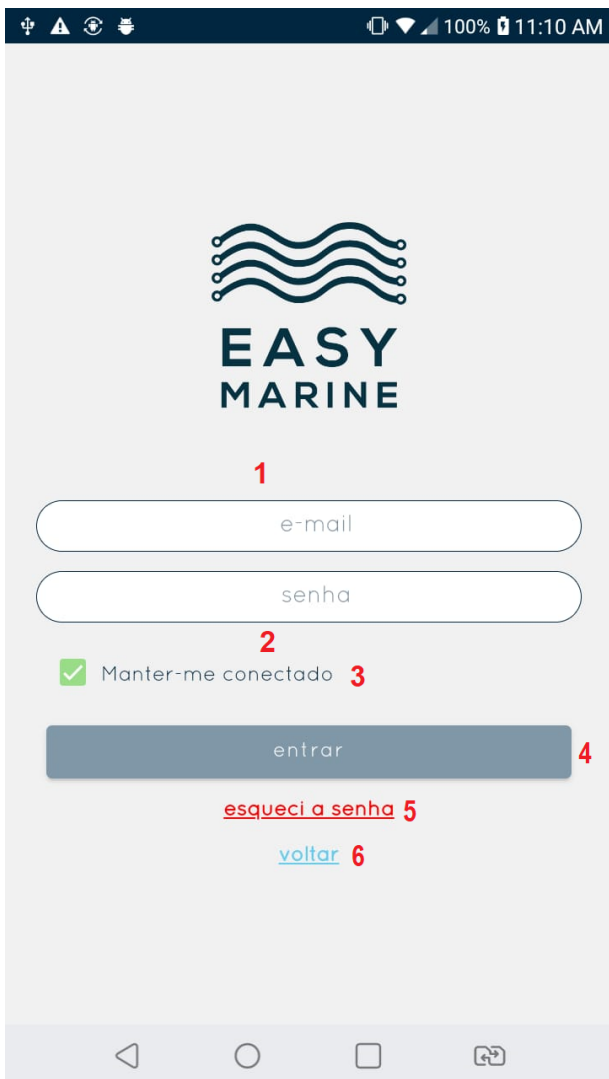 100% 11:10 AM
EASY
MARINE
1
e-mail
senha
2
Manter-me conectado 3
entrar 4
esqueci a senha 5
voltar 6